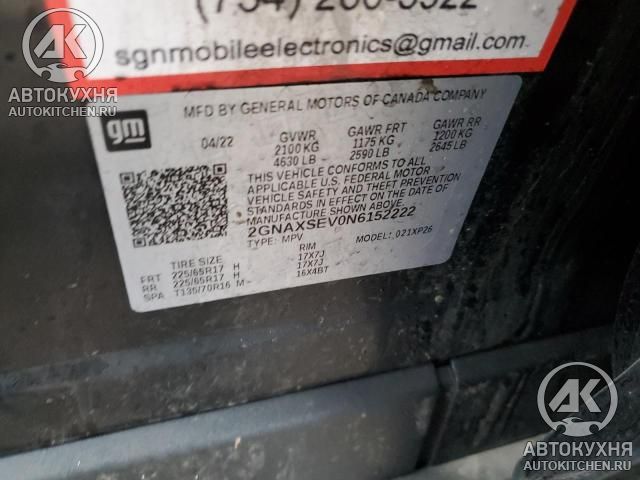 (734) 260-3522
sgnmobileelectronics@gmail.com
АК
АВТОКУХНЯ
AUTOKITCHEN.RU
gm
MFD BY GENERAL MOTORS OF CANADA COMPANY
04/22 GVWR GAWR FRT GAWR RR
2100 KG 1175 KG 1200 KG
4630 LB 2590 LB 2645 LB
THIS VEHICLE CONFORMS TO ALL
APPLICABLE U.S. FEDERAL MOTOR
VEHICLE SAFETY AND THEFT PREVENTION
STANDARDS IN EFFECT ON THE DATE OF
MANUFACTURE SHOWN ABOVE.
2GNAXSEV0N6152222
TYPE: MPV MODEL: 021XP26
TIRE SIZE RIM
FRT 225/65R17 H 17X7J
RR 225/65R17 H 17X7J
SPA T135/70R16 M 16X4BT
АК
АВТОКУХНЯ
AUTOKITCHEN.RU